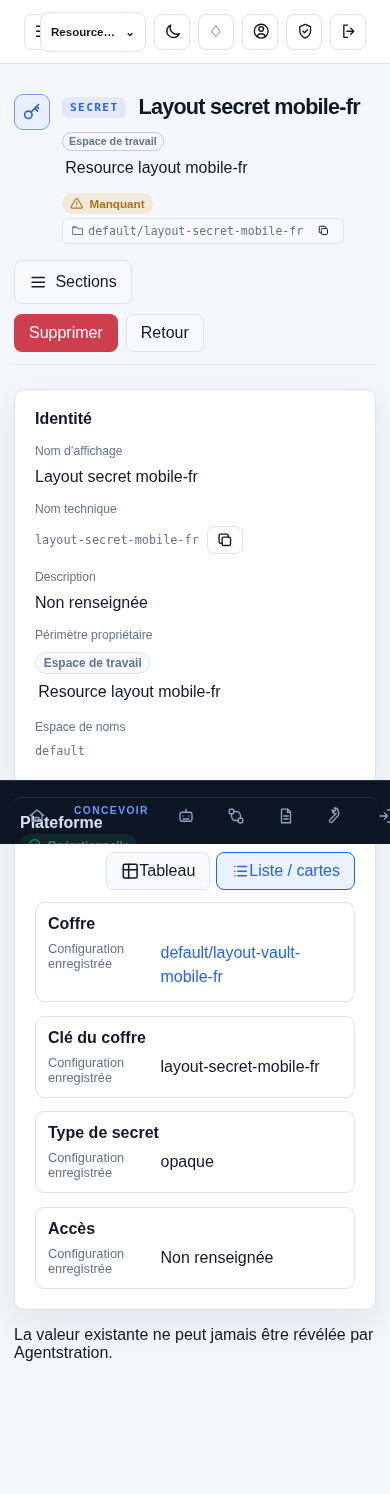 Resource…
SECRET
Layout secret mobile-fr
Espace de travail
Resource layout mobile-fr
Manquant
default/layout-secret-mobile-fr
Sections
Supprimer
Retour
Identité
Nom d’affichage
Layout secret mobile-fr
Nom technique
layout-secret-mobile-fr
Description
Non renseignée
Périmètre propriétaire
Espace de travail
Resource layout mobile-fr
Espace de noms
default
CONCEVOIR
Plateforme
Opérationnelle
Tableau
Liste / cartes
Coffre
Configuration
enregistrée
default/layout-vault-
mobile-fr
Clé du coffre
Configuration
enregistrée
layout-secret-mobile-fr
Type de secret
Configuration
enregistrée
opaque
Accès
Configuration
enregistrée
Non renseignée
La valeur existante ne peut jamais être révélée par
Agentstration.